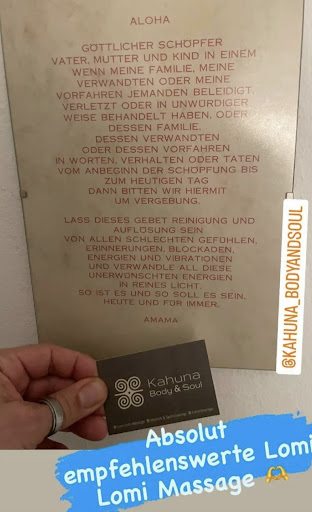 ALOHA
GÖTTLICHER SCHÖPFER
VATER, MUTTER UND KIND IN EINEM
WENN MEINE FAMILIE, MEINE
VERWANDTEN ODER MEINE
VORFAHREN JEMANDEN BELEIDIGT,
VERLETZT ODER IN UNWÜRDIGER
WEISE BEHANDELT HABEN, ODER
DESSEN FAMILIE,
DESSEN VERWANDTEN
ODER DESSEN VORFAHREN
IN WORTEN, VERHALTEN ODER TATEN
VOM ANBEGINN DER SCHÖPFUNG BIS
ZUM HEUTIGEN TAG
DANN BITTEN WIR HIERMIT
UM VERGEBUNG.
LASS DIESES GEBET REINIGUNG UND
AUFLÖSUNG SEIN
VON ALLEN SCHLECHTEN GEFÜHLEN,
ERINNERUNGEN, BLOCKADEN,
ENERGIEN UND VIBRATIONEN
UND VERWANDLE ALL DIESE
UNERWÜNSCHTEN ENERGIEN
IN REINES LICHT.
SO IST ES UND SO SOLL ES SEIN,
HEUTE UND FÜR IMMER.
AMAMA
@KAHUNA_BODYANDSOUL
Kahuna
Body & Soul
Absolut
empfehlenswerte Lomi
Lomi Massage 🫶